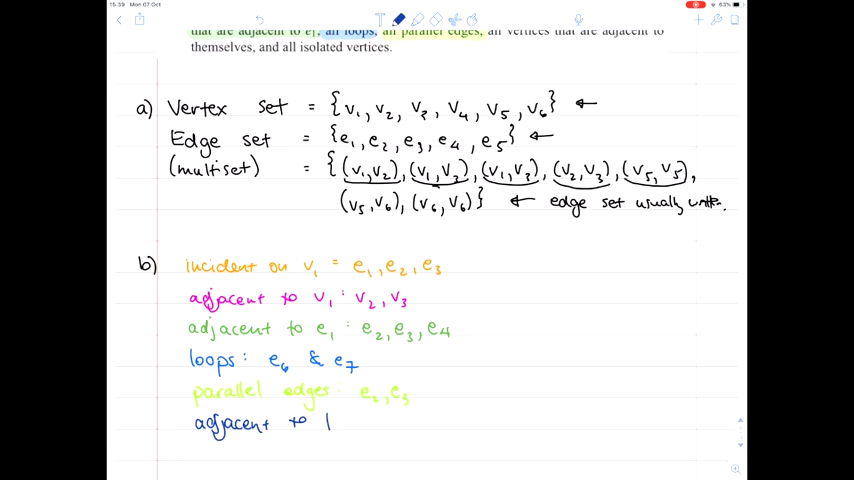 15.39 Mon 07 Oct
63%
that are adjacent to e₁, all loops, all parallel edges, all vertices that are adjacent to
themselves, and all isolated vertices.
a) Vertex set = {v₁, v₂, v₃, v₄, v₅, v₆} ←
Edge set = {e₁, e₂, e₃, e₄, e₅} ←
(multiset) = {(v₁,v₂), (v₁,v₃), (v₁,v₃), (v₂,v₃), (v₅,v₅),
(v₅,v₆), (v₆,v₆)} ← edge set usually written.
b) incident on v₁ = e₁, e₂, e₃
adjacent to v₁ : v₂, v₃
adjacent to e₁ : e₂, e₃, e₄
loops: e₆ & e₇
parallel edges: e₂, e₃
adjacent to